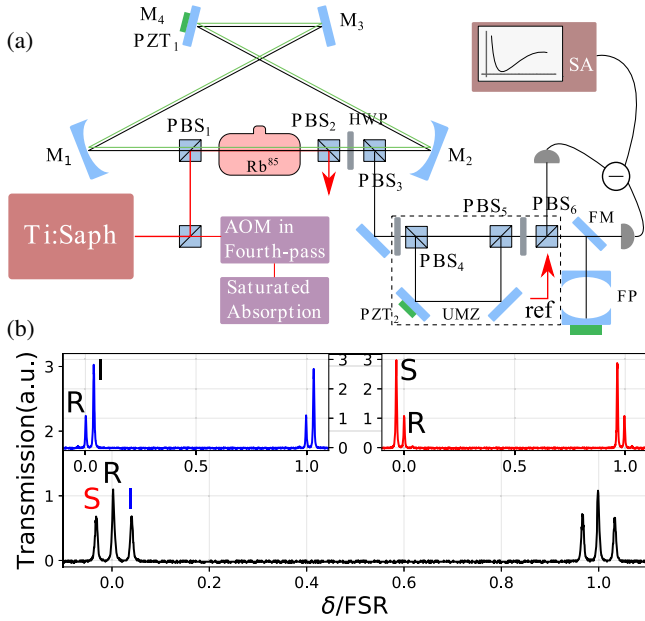 (a)
M₄
PZT₁
M₃
SA
PBS₁
PBS₂
HWP
M₁
Rb⁸⁵
M₂
PBS₃
Ti:Saph
AOM in
Fourth-pass
Saturated
Absorption
PBS₅
PBS₆
FM
PBS₄
PZT₂
UMZ
ref
FP
(b)
Transmission(a.u.)
3
2
1
0
R
I
0.0
0.5
1.0
3
2
1
0
3
2
1
0
S
R
0.0
0.5
1.0
S
R
I
0.0
0.2
0.4
0.6
0.8
1.0
δ/FSR